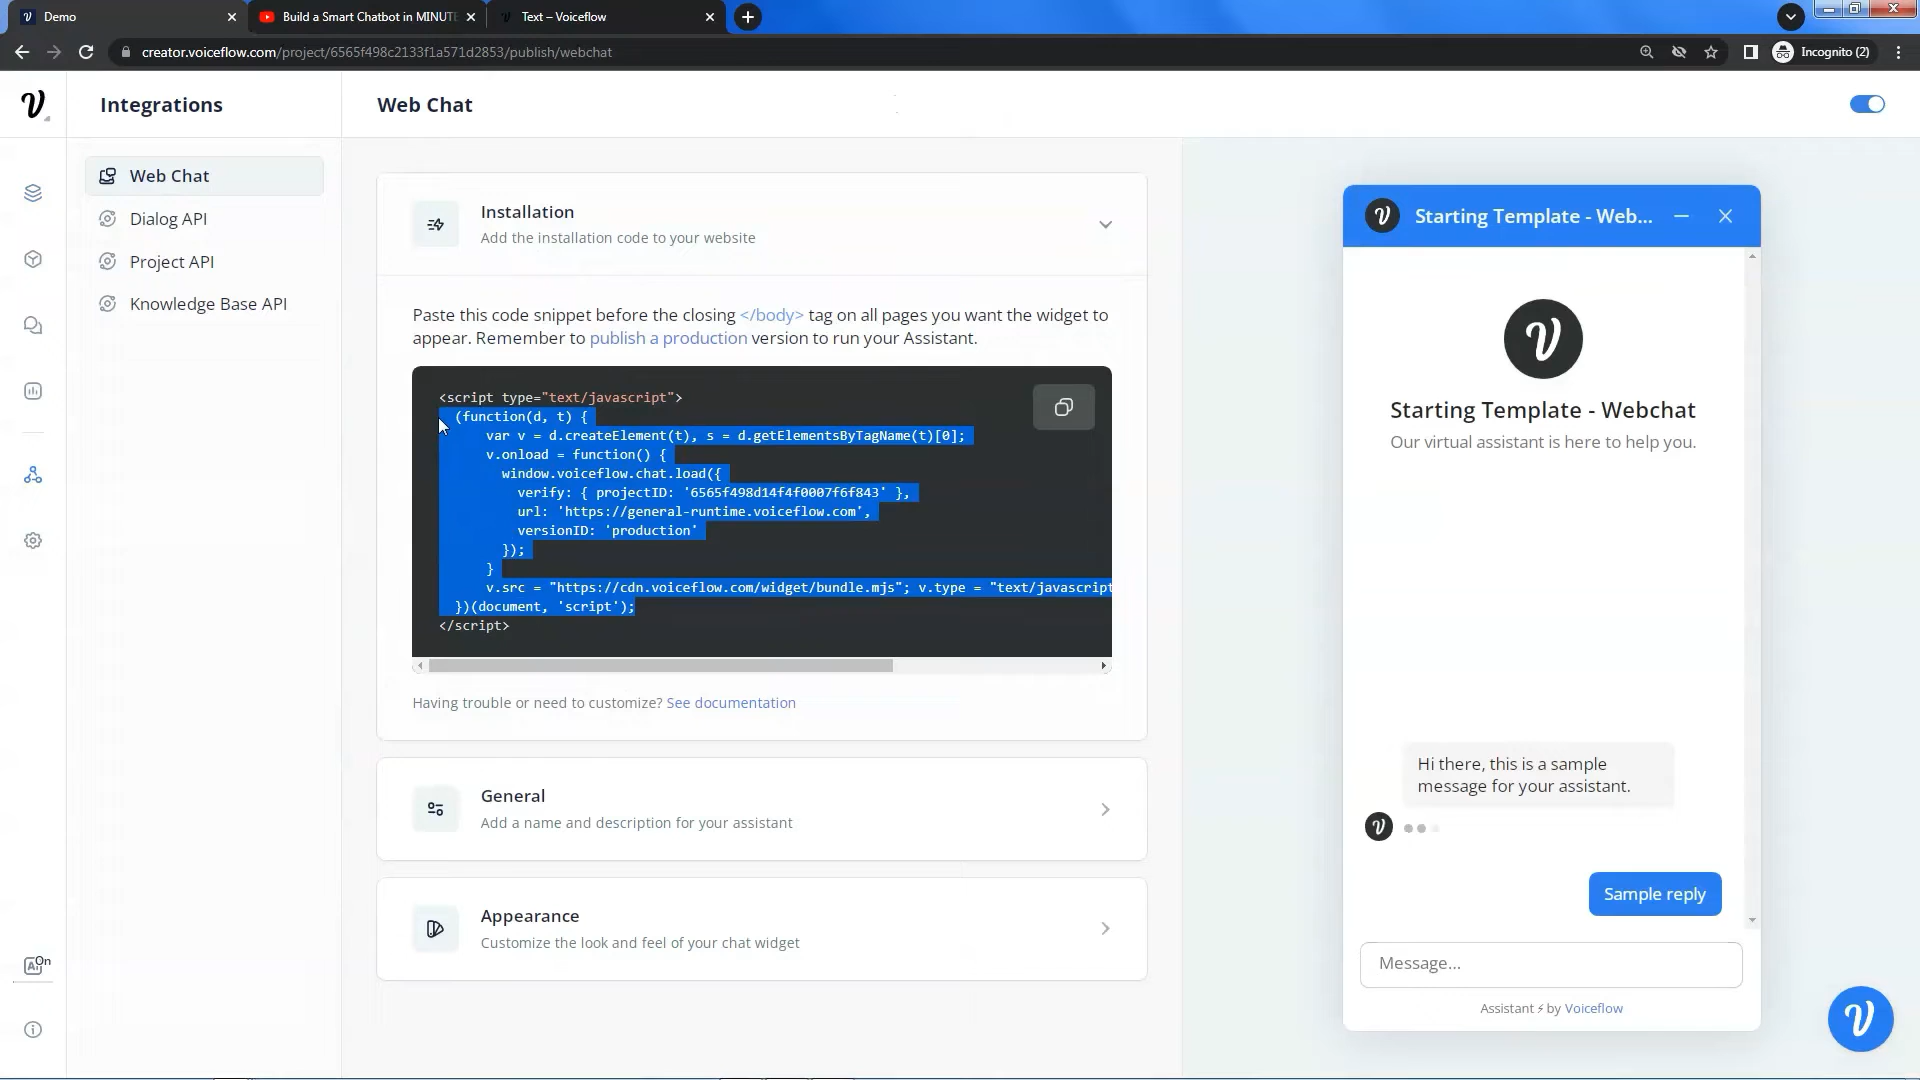 Demo
Build a Smart Chatbot in MINUTE
Text – Voiceflow
creator.voiceflow.com/project/6565f498c2133f1a571d2853/publish/webchat
Incognito (2)
Integrations
Web Chat
Web Chat
Dialog API
Project API
Knowledge Base API
Installation
Add the installation code to your website
Paste this code snippet before the closing </body> tag on all pages you want the widget to
appear. Remember to publish a production version to run your Assistant.
<script type="text/javascript">
(function(d, t) {
var v = d.createElement(t), s = d.getElementsByTagName(t)[0];
v.onload = function() {
window.voiceflow.chat.load({
verify: { projectID: '6565f498d14f4f0007f6f843' },
url: 'https://general-runtime.voiceflow.com',
versionID: 'production'
});
}
v.src = "https://cdn.voiceflow.com/widget/bundle.mjs"; v.type = "text/javascript
})(document, 'script');
</script>
Having trouble or need to customize? See documentation
General
Add a name and description for your assistant
Appearance
Customize the look and feel of your chat widget
On
AI
Starting Template - Web...
Starting Template - Webchat
Our virtual assistant is here to help you.
Hi there, this is a sample
message for your assistant.
Sample reply
Message...
Assistant ⚡ by Voiceflow